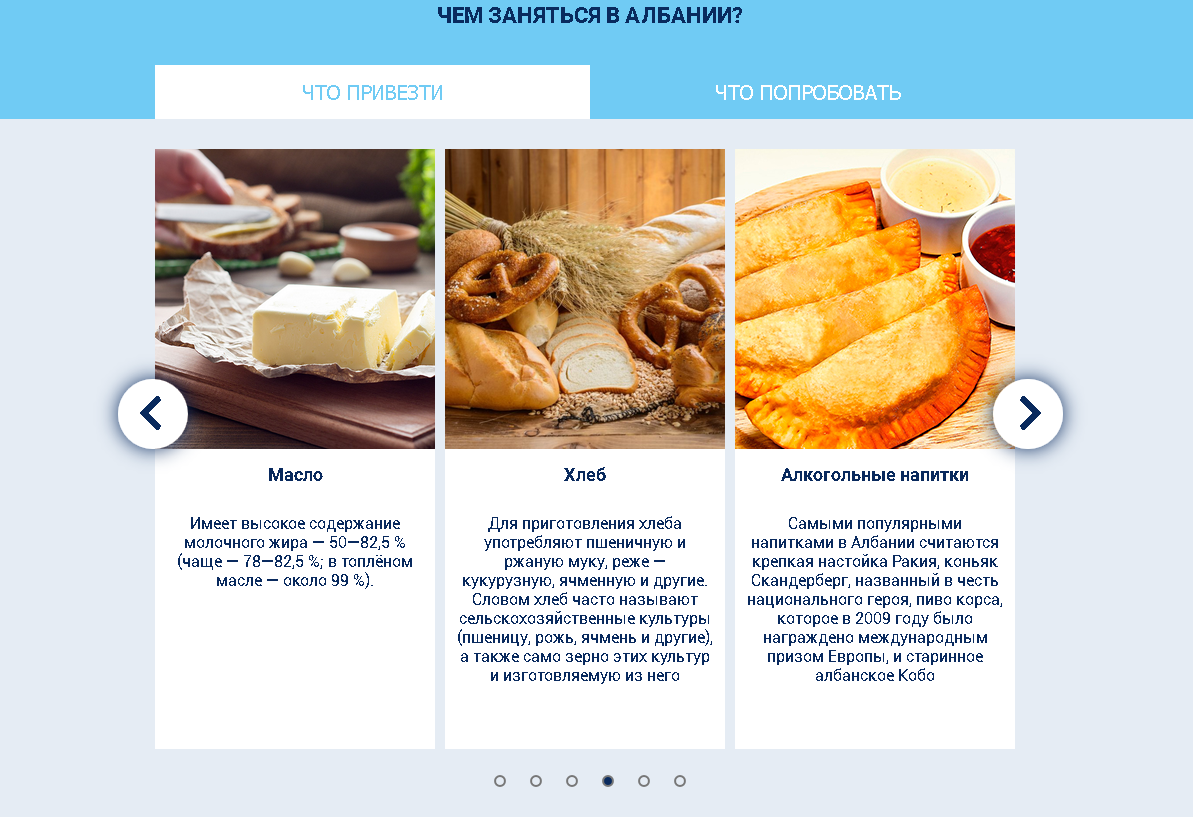 ЧЕМ ЗАНЯТЬСЯ В АЛБАНИИ?
ЧТО ПРИВЕЗТИ
ЧТО ПОПРОБОВАТЬ
Масло
Имеет высокое содержание
молочного жира — 50—82,5 %
(чаще — 78—82,5 %; в топлёном
масле — около 99 %).
Хлеб
Для приготовления хлеба
употребляют пшеничную и
ржаную муку, реже —
кукурузную, ячменную и другие.
Словом хлеб часто называют
сельскохозяйственные культуры
(пшеницу, рожь, ячмень и другие),
а также само зерно этих культур
и изготовляемую из него
Алкогольные напитки
Самыми популярными
напитками в Албании считаются
крепкая настойка Ракия, коньяк
Скандерберг, названный в честь
национального героя, пиво корса,
которое в 2009 году было
награждено международным
призом Европы, и старинное
албанское Кобо